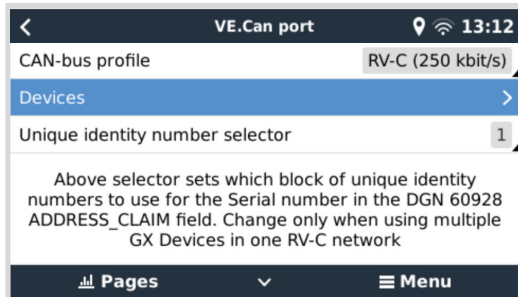 VE.Can port 13:12
CAN-bus profile RV-C (250 kbit/s)
Devices
Unique identity number selector 1
Above selector sets which block of unique identity
numbers to use for the Serial number in the DGN 60928
ADDRESS_CLAIM field. Change only when using multiple
GX Devices in one RV-C network
Pages Menu